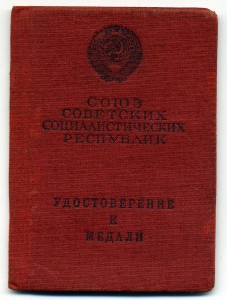 СОЮЗ
СОВЕТСКИХ
СОЦИАЛИСТИЧЕСКИХ
РЕСПУБЛИК
УДОСТОВЕРЕНИЕ
К
МЕДАЛИ